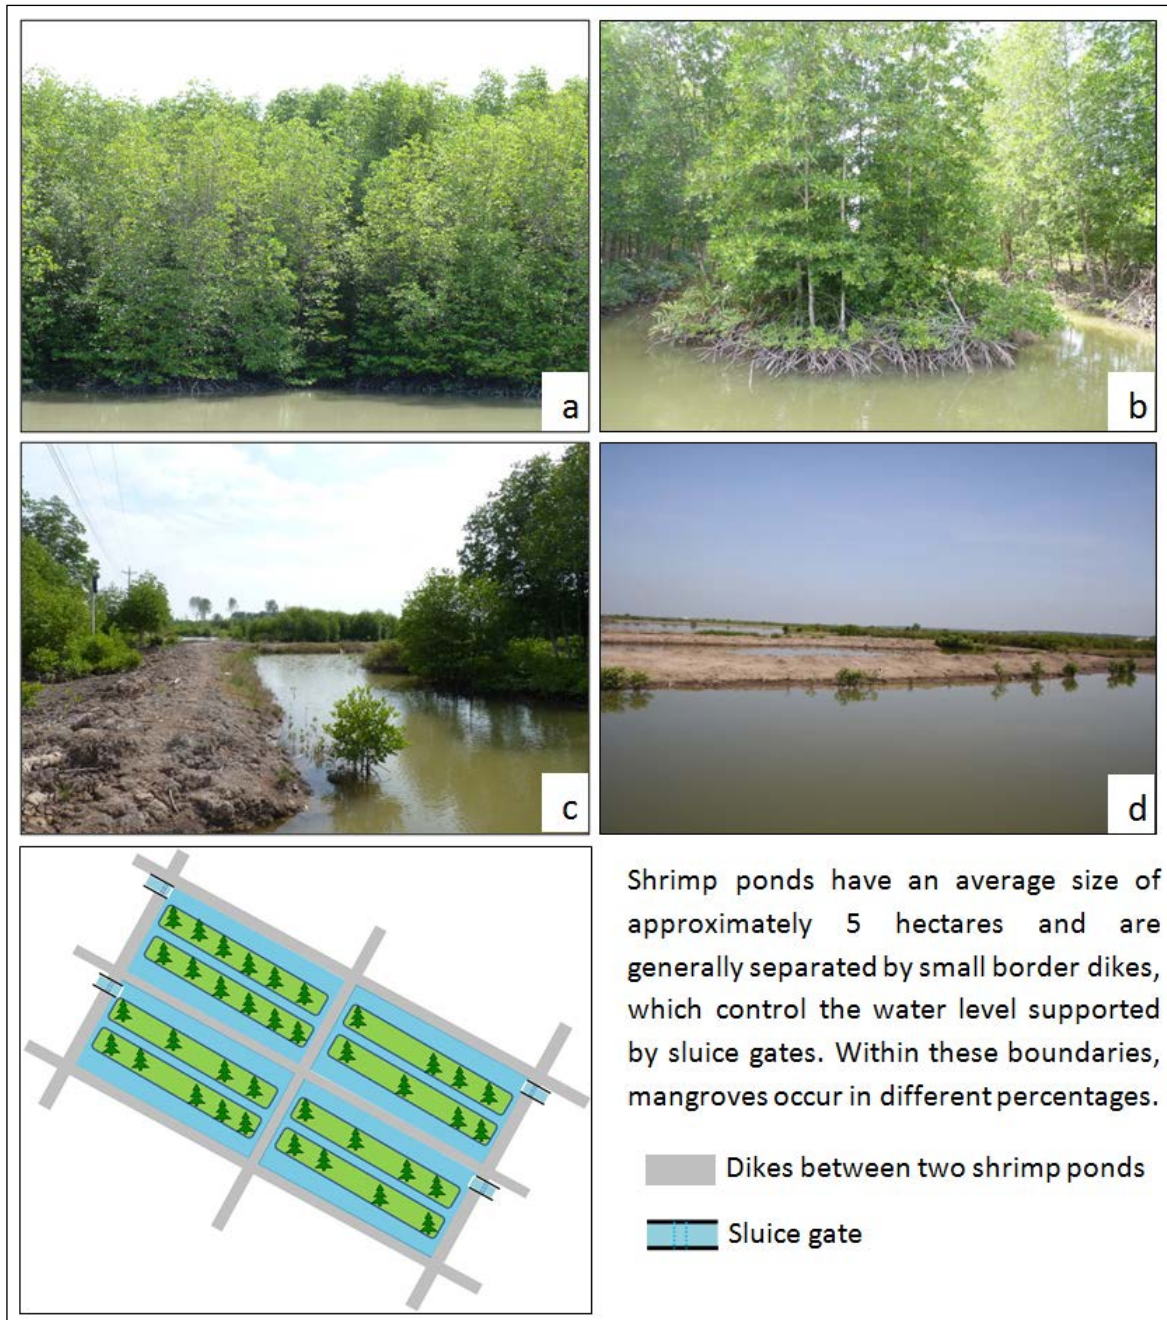 a
b
c
d
Shrimp ponds have an average size of
approximately 5 hectares and are
generally separated by small border dikes,
which control the water level supported
by sluice gates. Within these boundaries,
mangroves occur in different percentages.
Dikes between two shrimp ponds
Sluice gate